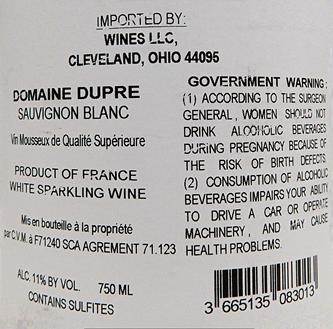 IMPORTED BY:
WINES LLC,
CLEVELAND, OHIO 44095
DOMAINE DUPRE
SAUVIGNON BLANC
Vin Mousseux de Qualité Supérieure
PRODUCT OF FRANCE
WHITE SPARKLING WINE
Mis en bouteille à la propriété
par C.V.M. à F71240 SCA AGREMENT 71.123
ALC. 11% BY VOL. 750 ML
CONTAINS SULFITES
GOVERNMENT WARNING:
(1) ACCORDING TO THE SURGEON
GENERAL, WOMEN SHOULD NOT
DRINK ALCOHOLIC BEVERAGES
DURING PREGNANCY BECAUSE OF
THE RISK OF BIRTH DEFECTS.
(2) CONSUMPTION OF ALCOHOLIC
BEVERAGES IMPAIRS YOUR ABILITY
TO DRIVE A CAR OR OPERATE
MACHINERY, AND MAY CAUSE
HEALTH PROBLEMS.
3 665135 083013